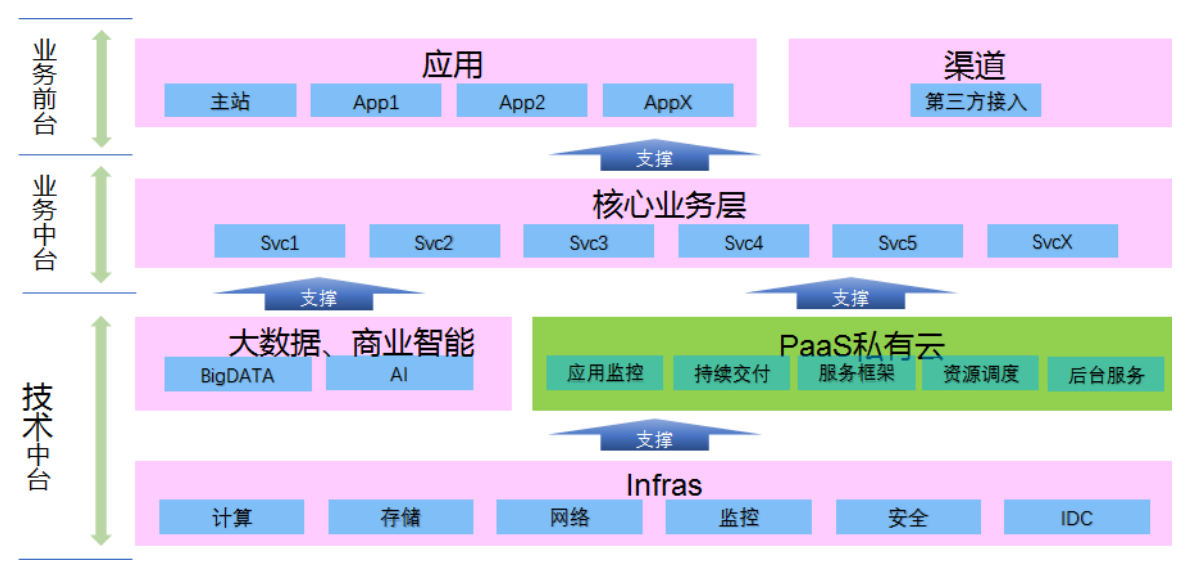 业务前台
应用
主站
App1
App2
AppX
渠道
第三方接入
支撑
业务中台
核心业务层
Svc1
Svc2
Svc3
Svc4
Svc5
SvcX
支撑
支撑
技术中台
大数据、商业智能
BigDATA
AI
PaaS私有云
应用监控
持续交付
服务框架
资源调度
后台服务
支撑
Infras
计算
存储
网络
监控
安全
IDC